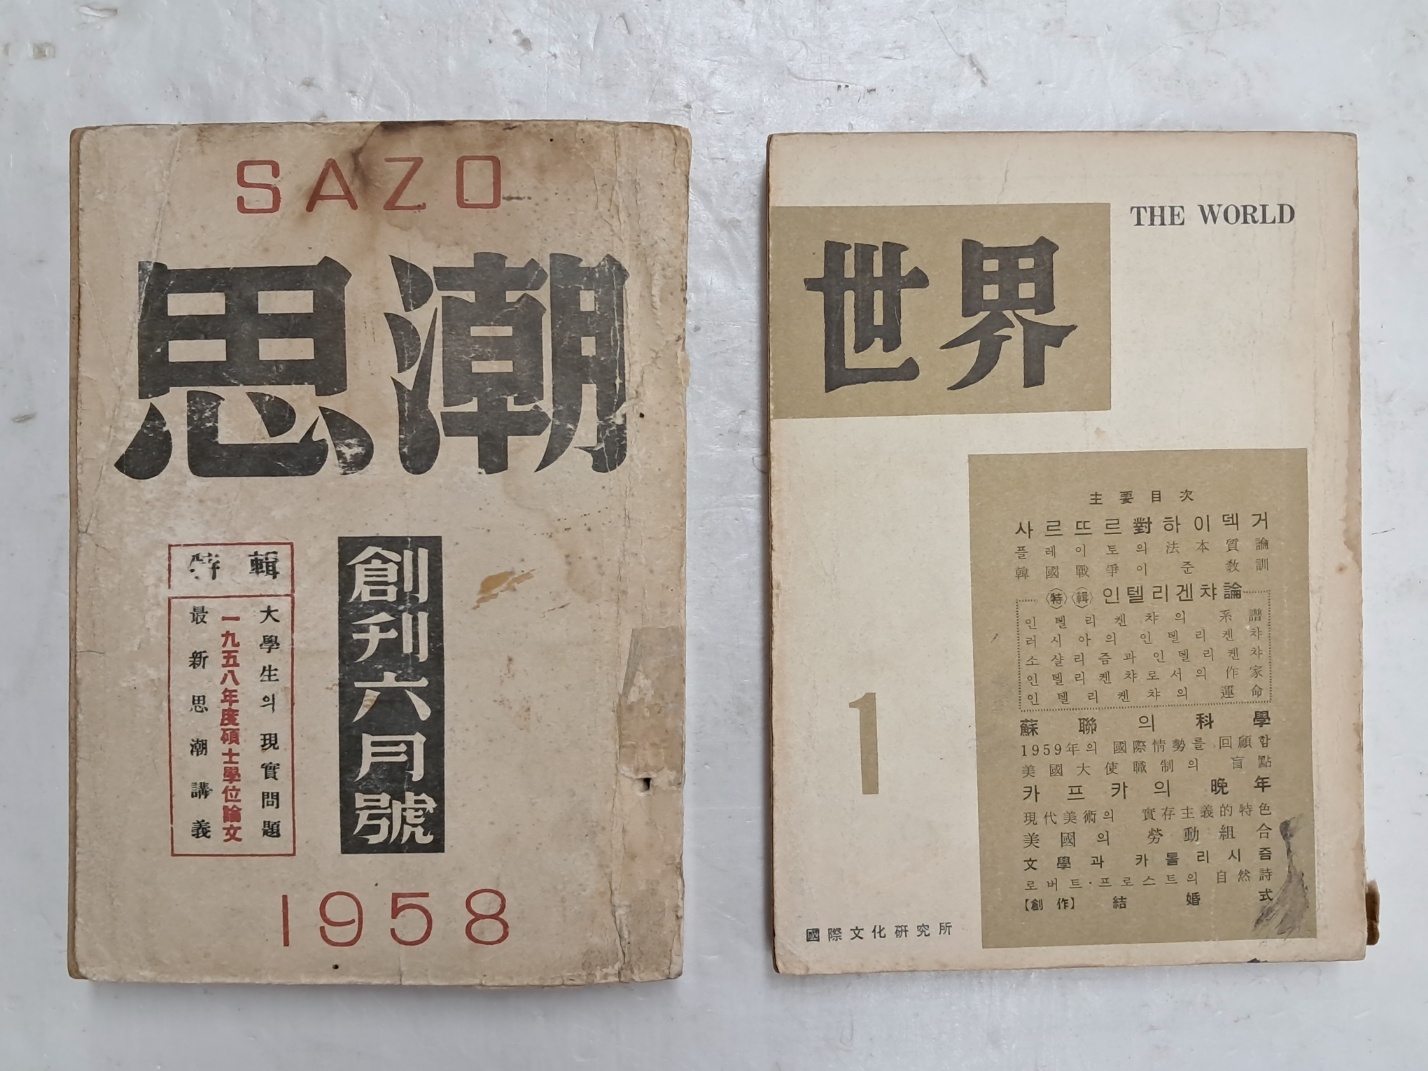 SAZO
思潮
特輯
大學生의 現實問題
一九五八年度碩士學位論文
最新思潮講義
創刊六月號
1958
THE WORLD
世界
主要目次
사르뜨르對하이덱거
플레이토의 法本質論
韓國戰爭이 준 敎訓
特輯 인텔리겐챠論
인텔리켄챠의 系譜
러시아의 인텔리켄챠
소샬리즘과 인텔리켄챠
인텔리켄챠로서의 作家
인텔리켄챠의 運命
蘇聯의 科學
1959年의 國際情勢를 回顧함
美國大使職制의 盲點
카프카의 晩年
現代美術의 實存主義的特色
美國의 勞動組合
文學과 카톨리시즘
로버트·프로스트의 自然詩
【創作】 結婚式
1
國際文化硏究所